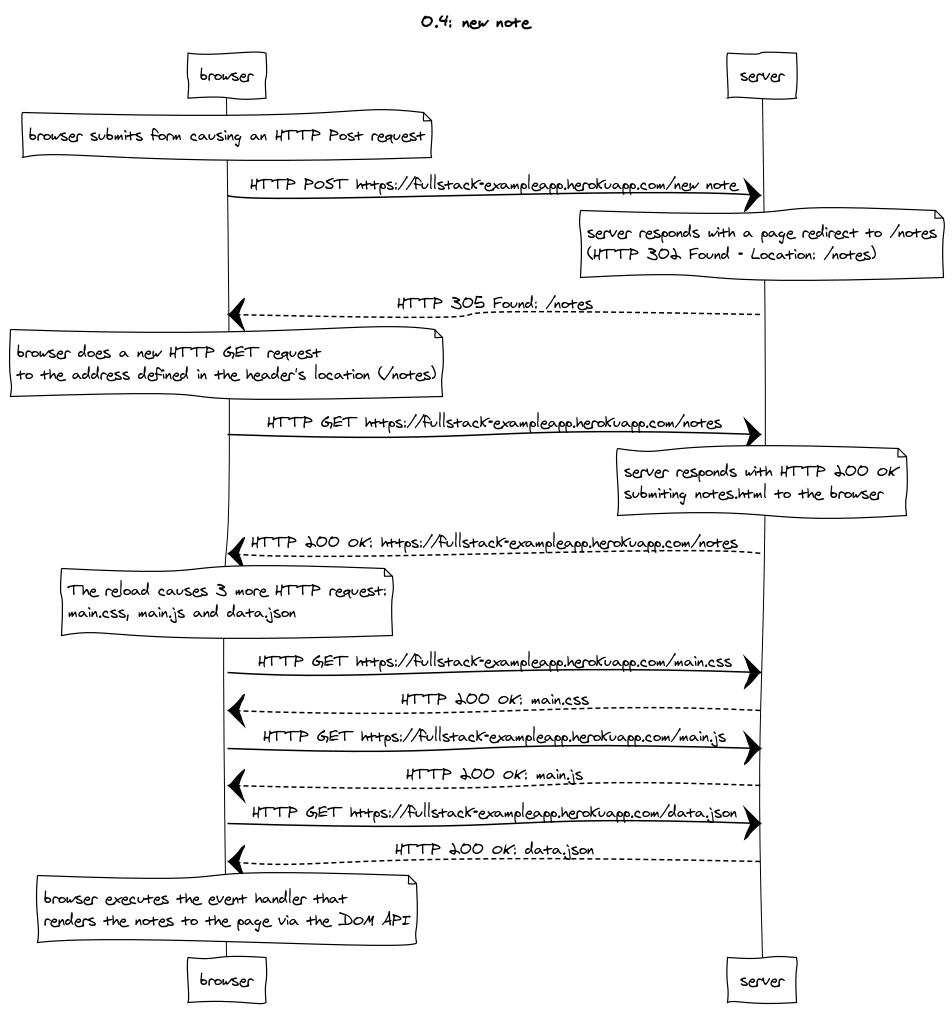 0.4: new note
browser
server
browser submits form causing an HTTP Post request
HTTP POST https://fullstack-exampleapp.herokuapp.com/new note
server responds with a page redirect to /notes
(HTTP 302 Found - Location: /notes)
HTTP 305 Found: /notes
browser does a new HTTP GET request
to the address defined in the header's location (/notes)
HTTP GET https://fullstack-exampleapp.herokuapp.com/notes
server responds with HTTP 200 OK
submiting notes.html to the browser
HTTP 200 OK: https://fullstack-exampleapp.herokuapp.com/notes
The reload causes 3 more HTTP request:
main.css, main.js and data.json
HTTP GET https://fullstack-exampleapp.herokuapp.com/main.css
HTTP 200 OK: main.css
HTTP GET https://fullstack-exampleapp.herokuapp.com/main.js
HTTP 200 OK: main.js
HTTP GET https://fullstack-exampleapp.herokuapp.com/data.json
HTTP 200 OK: data.json
browser executes the event handler that
renders the notes to the page via the DOM API
browser
server